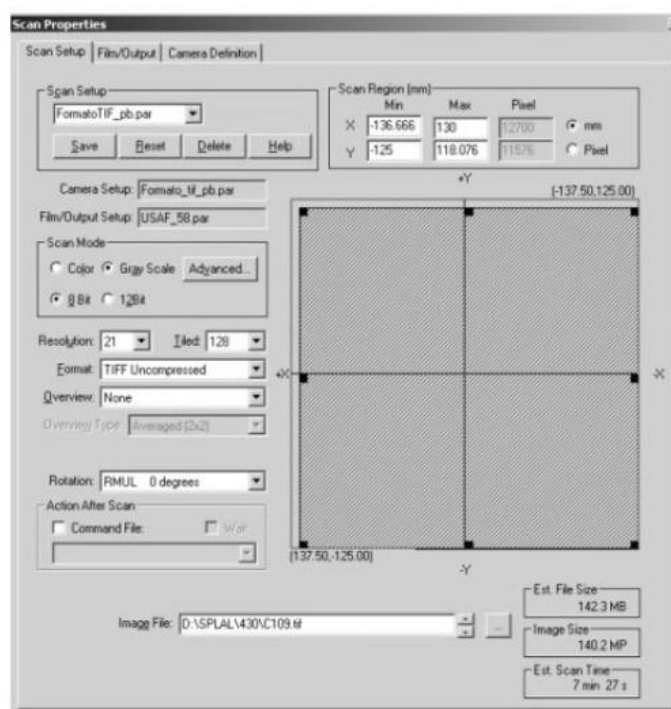 Scan Properties
Scan Setup Film/Output Camera Definition
Scan Setup
FormatoTIF_pb.par
Save Reset Delete Help
Scan Region (mm)
Min Max Pixel
X -136.666 130 12700 mm
Y -125 118.076 11576 Pixel
Camera Setup: Formato_tif_pb.par
Film/Output Setup: USAF_58.par
Scan Mode
Color Gray Scale Advanced...
8 Bit 12Bit
Resolution: 21 Tiled: 128
Format: TIFF Uncompressed
Overview: None
Overview Type: Averaged (2x2)
Rotation: RMUL 0 degrees
Action After Scan
Command File: Wait
+Y
(-137.50,125.00)
+X -X
(137.50,-125.00)
-Y
Image File: D:\SPLAL\430\C109.tif ...
Est. File Size
142.3 MB
Image Size
140.2 MP
Est. Scan Time
7 min 27 s